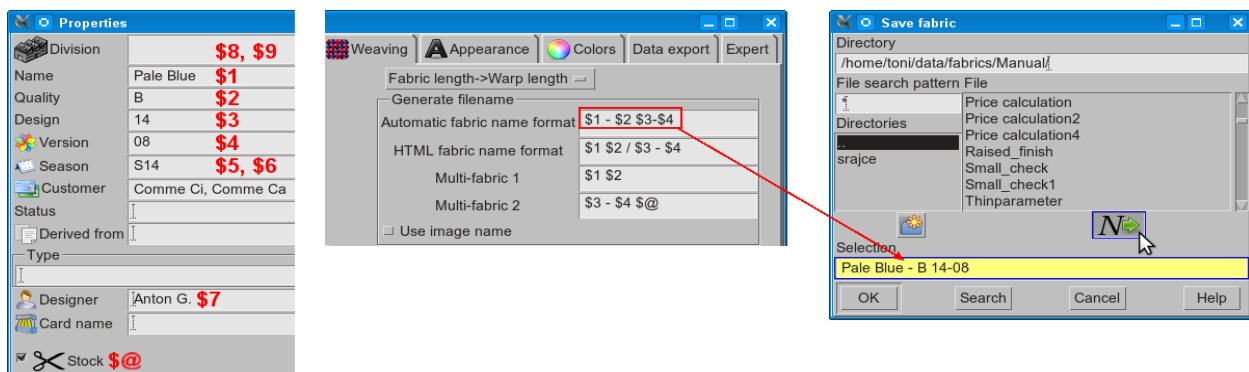 Properties
Division $8, $9
Name Pale Blue $1
Quality B $2
Design 14 $3
Version 08 $4
Season S14 $5, $6
Customer Comme Ci, Comme Ca
Status
Derived from
Type
Designer Anton G. $7
Card name
Stock $@
Weaving Appearance Colors Data export Expert
Fabric length->Warp length
Generate filename
Automatic fabric name format $1 - $2 $3-$4
HTML fabric name format $1 $2 / $3 - $4
Multi-fabric 1 $1 $2
Multi-fabric 2 $3 - $4 $@
Use image name
Save fabric
Directory
/home/toni/data/fabrics/Manual/
File search pattern File
*
Directories
..
srajce
Price calculation
Price calculation2
Price calculation4
Raised_finish
Small_check
Small_check1
Thinparameter
N
Selection
Pale Blue - B 14-08
OK Search Cancel Help